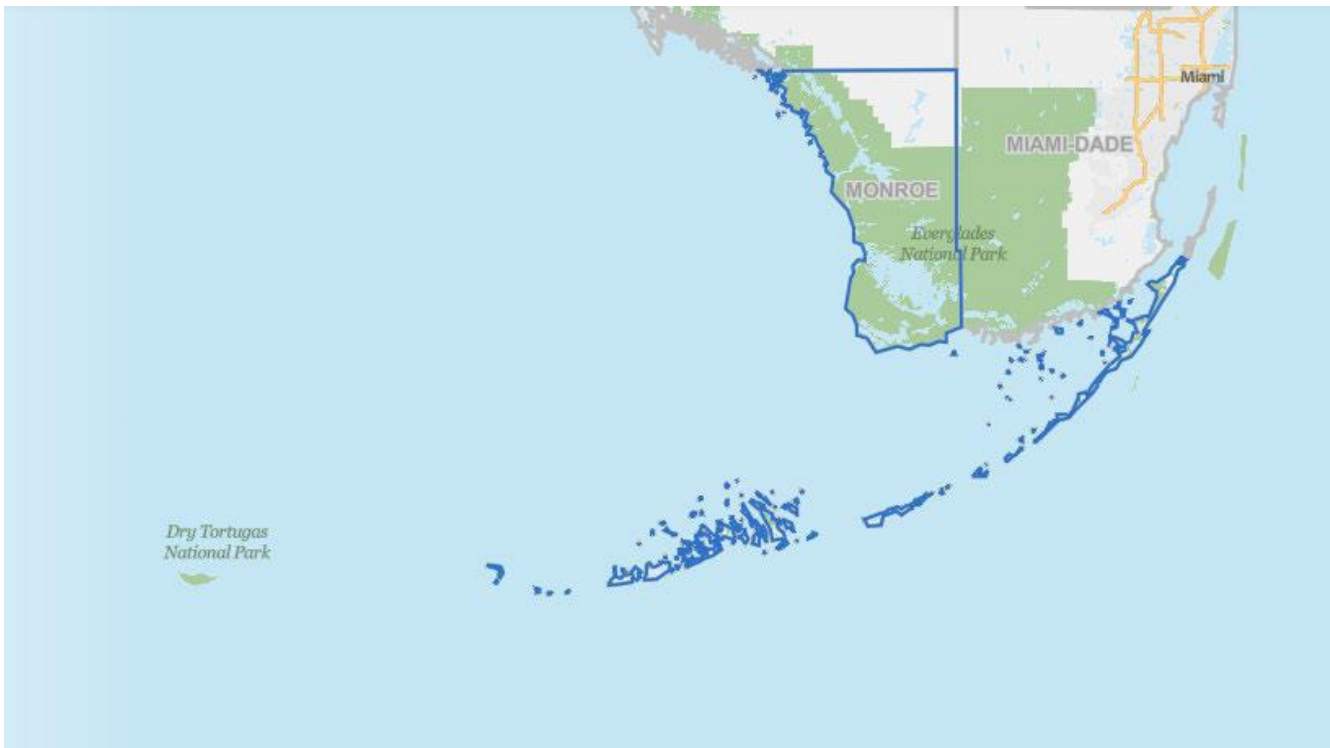 Miami
MIAMI-DADE
MONROE
Everglades
National Park
Dry Tortugas
National Park